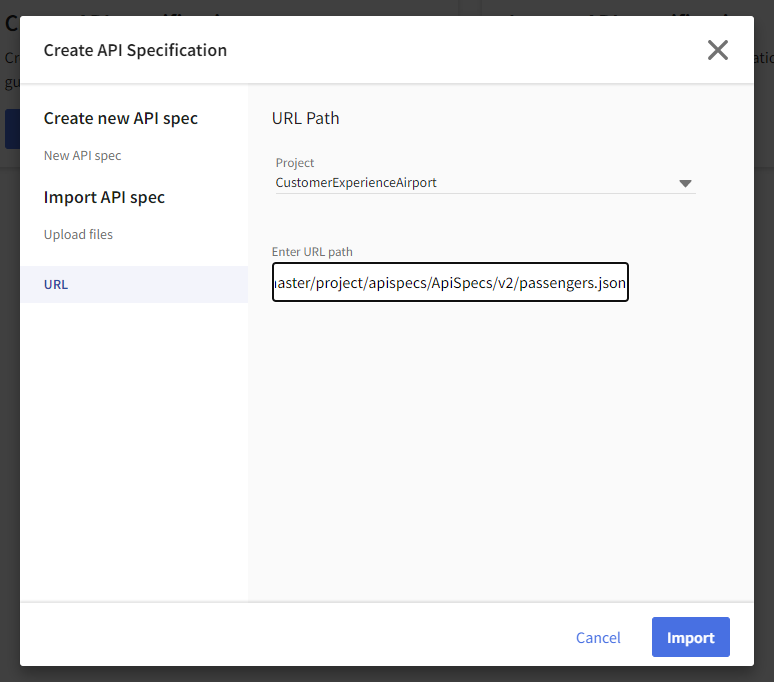 Create API Specification
Create new API spec
New API spec
Import API spec
Upload files
URL
URL Path
Project
CustomerExperienceAirport
Enter URL path
aster/project/apispecs/ApiSpecs/v2/passengers.json
Cancel
Import